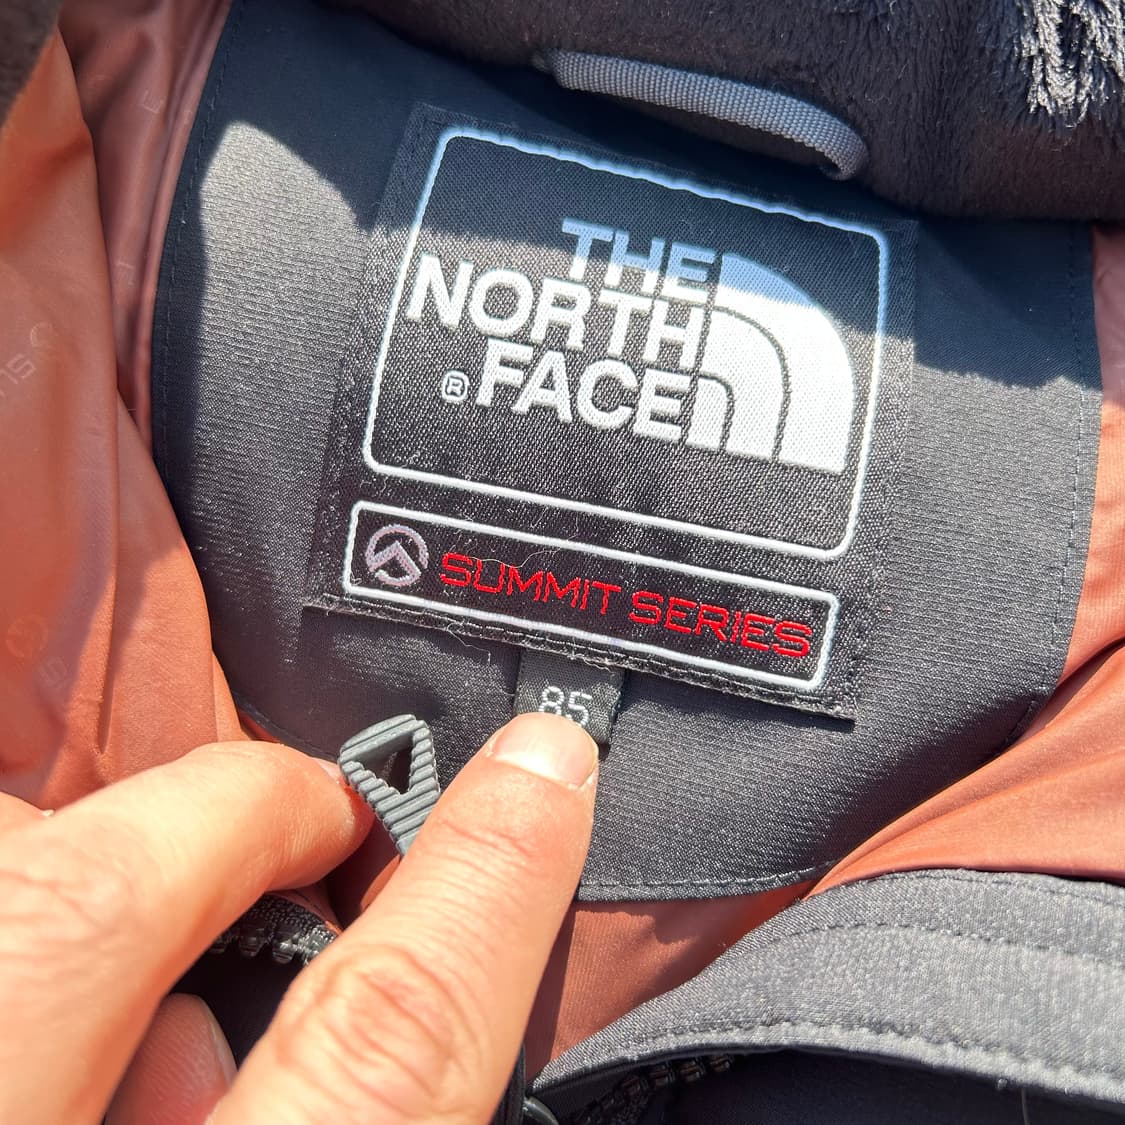 THE
NORTH
FACE
®
SUMMIT SERIES
85